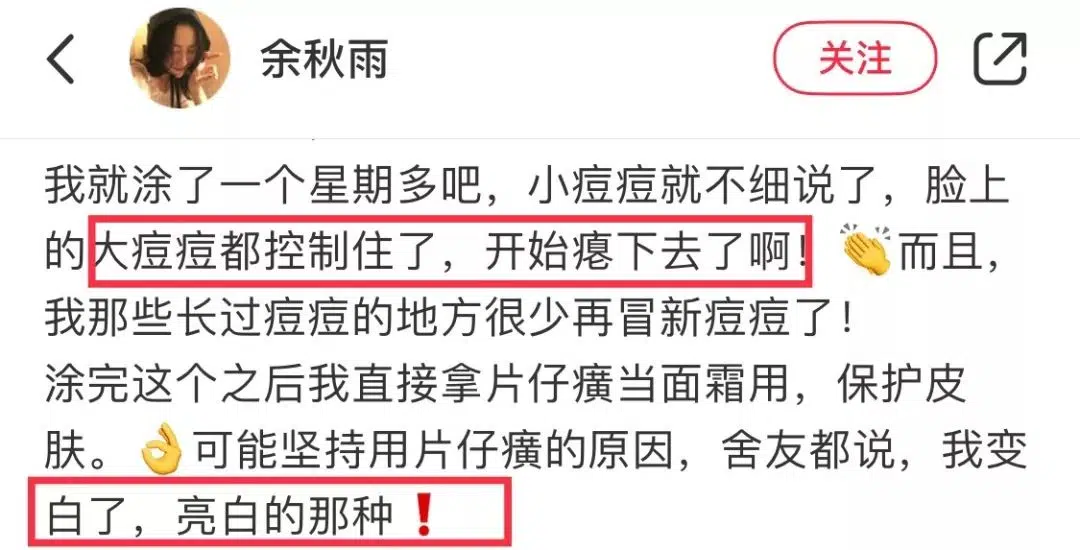 余秋雨
关注
我就涂了一个星期多吧，小痘痘就不细说了，脸上
的大痘痘都控制住了，开始瘪下去了啊！👏而且，
我那些长过痘痘的地方很少再冒新痘痘了！
涂完这个之后我直接拿片仔癀当面霜用，保护皮
肤。👌可能坚持用片仔癀的原因，舍友都说，我变
白了，亮白的那种❗